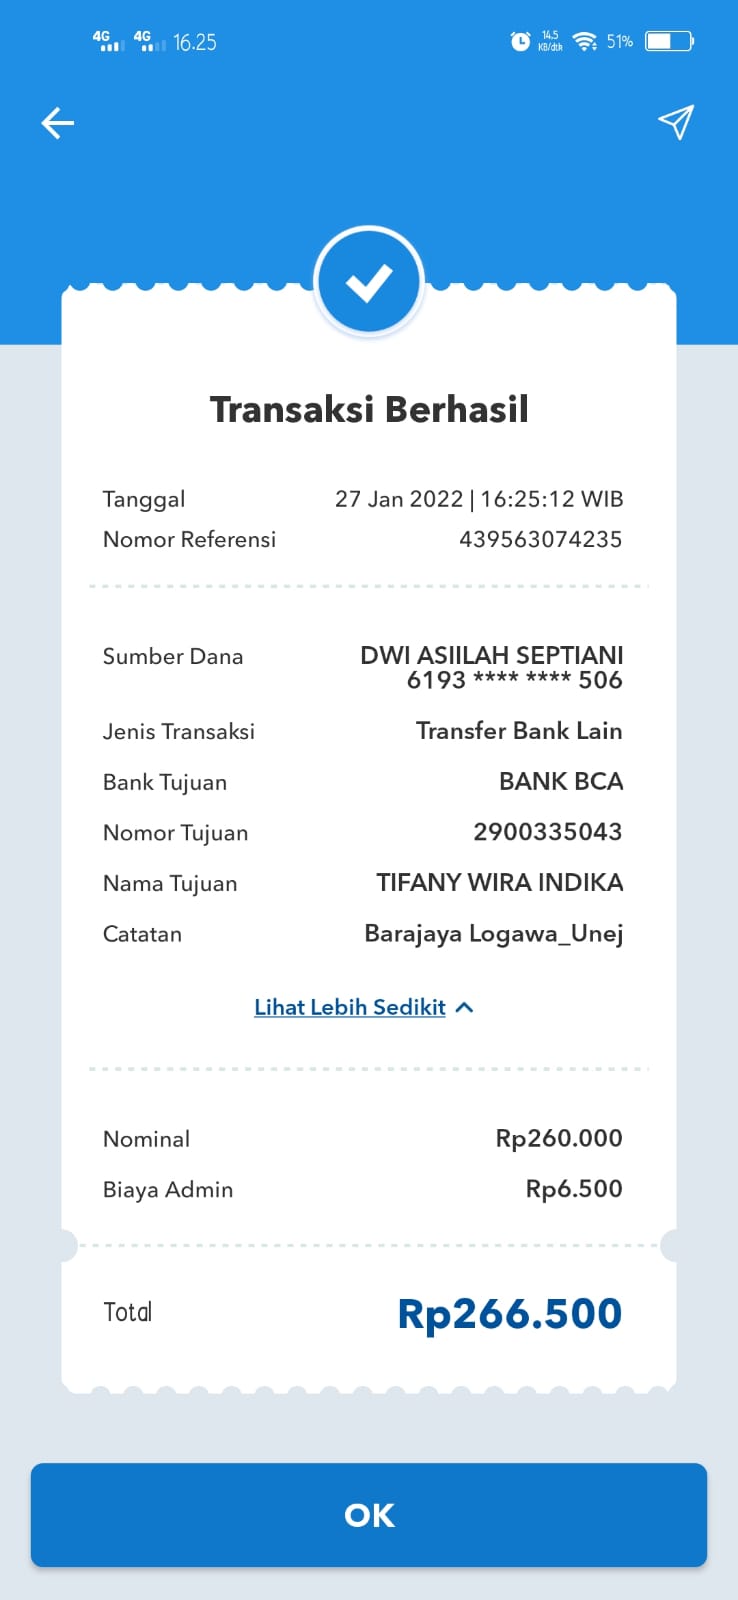 4G 4G 16.25 14.5 KB/dtk 51%
Transaksi Berhasil
Tanggal 27 Jan 2022 | 16:25:12 WIB
Nomor Referensi 439563074235
Sumber Dana DWI ASIILAH SEPTIANI
6193 **** **** 506
Jenis Transaksi Transfer Bank Lain
Bank Tujuan BANK BCA
Nomor Tujuan 2900335043
Nama Tujuan TIFANY WIRA INDIKA
Catatan Barajaya Logawa_Unej
Lihat Lebih Sedikit
Nominal Rp260.000
Biaya Admin Rp6.500
Total Rp266.500
OK